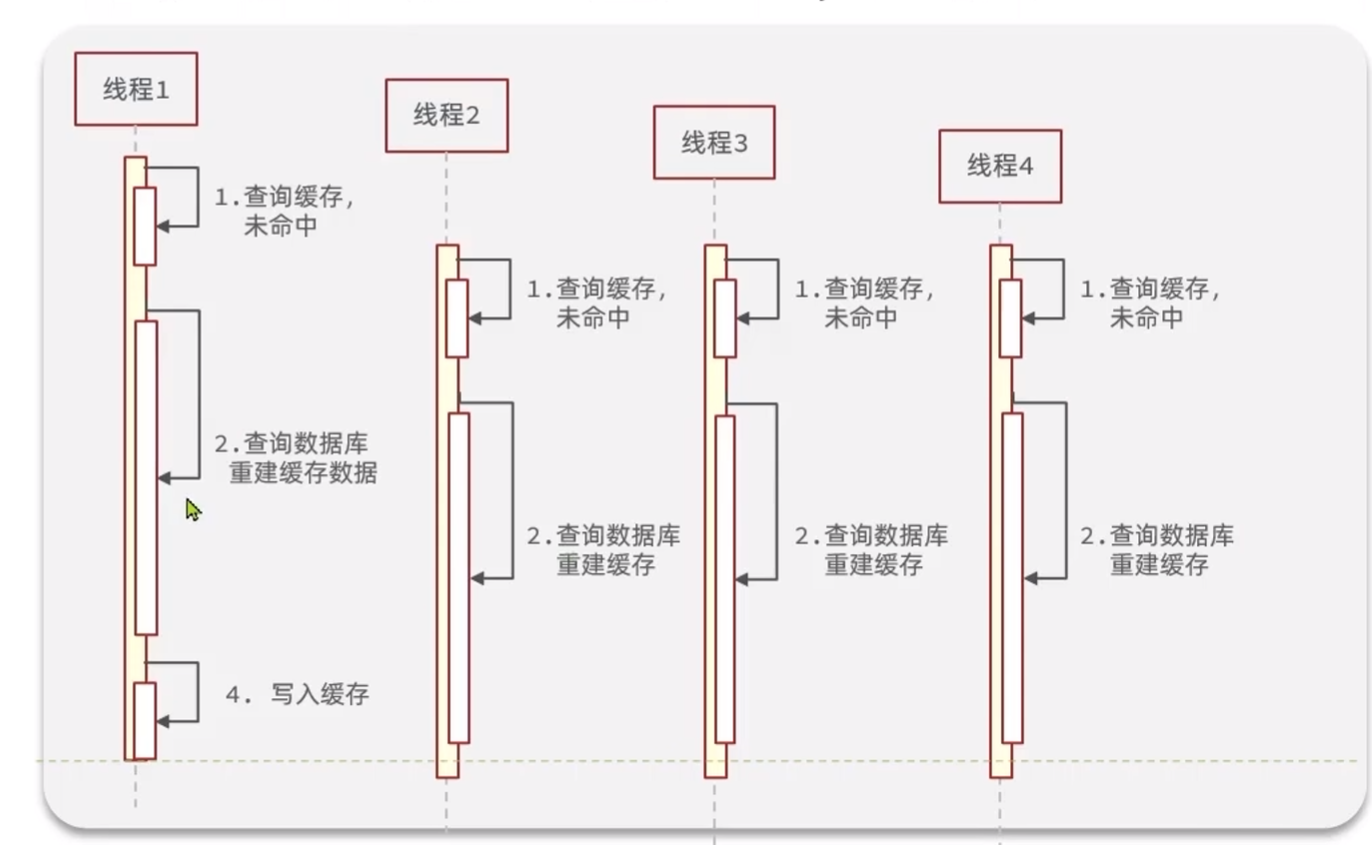 线程1
线程2
线程3
线程4
1.查询缓存,
未命中
1.查询缓存,
未命中
1.查询缓存,
未命中
1.查询缓存,
未命中
2.查询数据库
重建缓存数据
2.查询数据库
重建缓存
2.查询数据库
重建缓存
2.查询数据库
重建缓存
4. 写入缓存